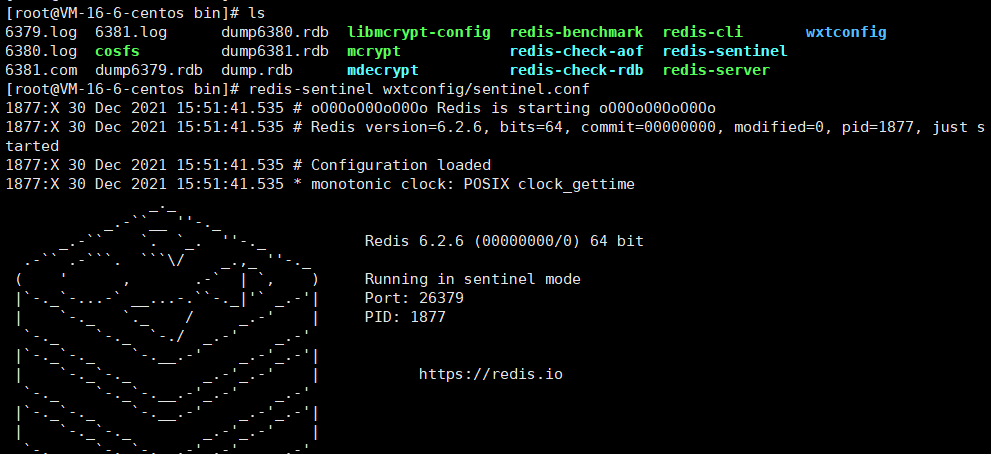 [root@VM-16-6-centos bin]# ls
6379.log  6381.log      dump6380.rdb  libmcrypt-config  redis-benchmark  redis-cli       wxtconfig
6380.log  cosfs         dump6381.rdb  mcrypt            redis-check-aof  redis-sentinel
6381.com  dump6379.rdb  dump.rdb      mdecrypt          redis-check-rdb  redis-server
[root@VM-16-6-centos bin]# redis-sentinel wxtconfig/sentinel.conf
1877:X 30 Dec 2021 15:51:41.535 # oO0OoO0OoO0Oo Redis is starting oO0OoO0OoO0Oo
1877:X 30 Dec 2021 15:51:41.535 # Redis version=6.2.6, bits=64, commit=00000000, modified=0, pid=1877, just s
tarted
1877:X 30 Dec 2021 15:51:41.535 # Configuration loaded
1877:X 30 Dec 2021 15:51:41.535 * monotonic clock: POSIX clock_gettime
Redis 6.2.6 (00000000/0) 64 bit
Running in sentinel mode
Port: 26379
PID: 1877
https://redis.io